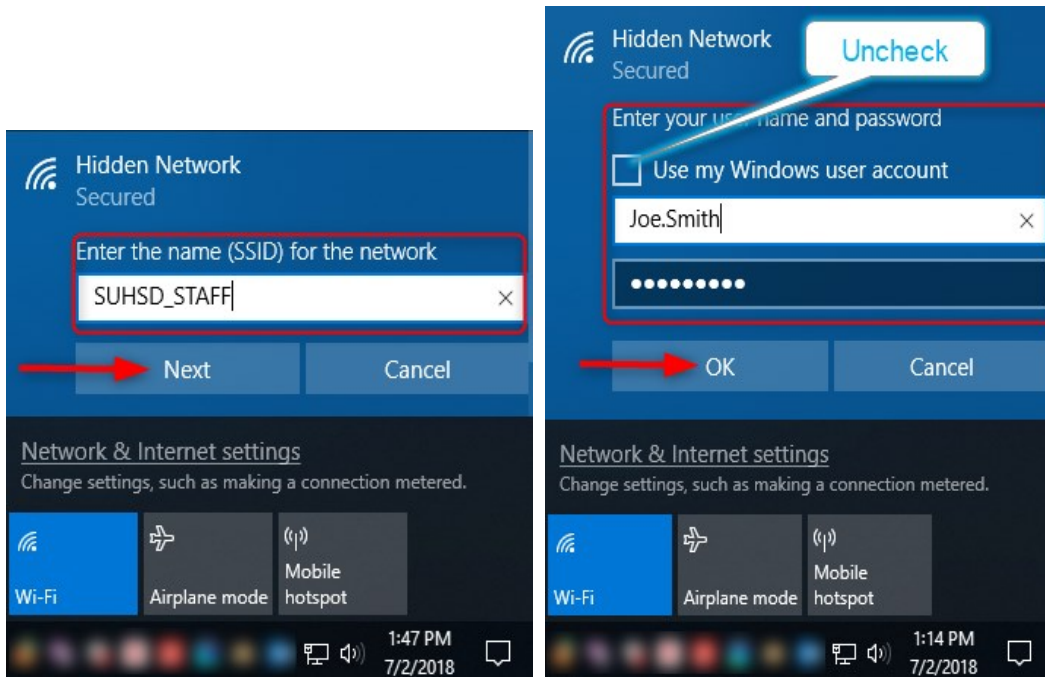 Hidden Network
Secured
Enter the name (SSID) for the network
SUHSD_STAFF
Next
Cancel
Network & Internet settings
Change settings, such as making a connection metered.
Wi-Fi
Airplane mode
Mobile
hotspot
1:47 PM
7/2/2018
Hidden Network
Secured
Uncheck
Enter your user name and password
Use my Windows user account
Joe.Smith
OK
Cancel
Network & Internet settings
Change settings, such as making a connection metered.
Wi-Fi
Airplane mode
Mobile
hotspot
1:14 PM
7/2/2018